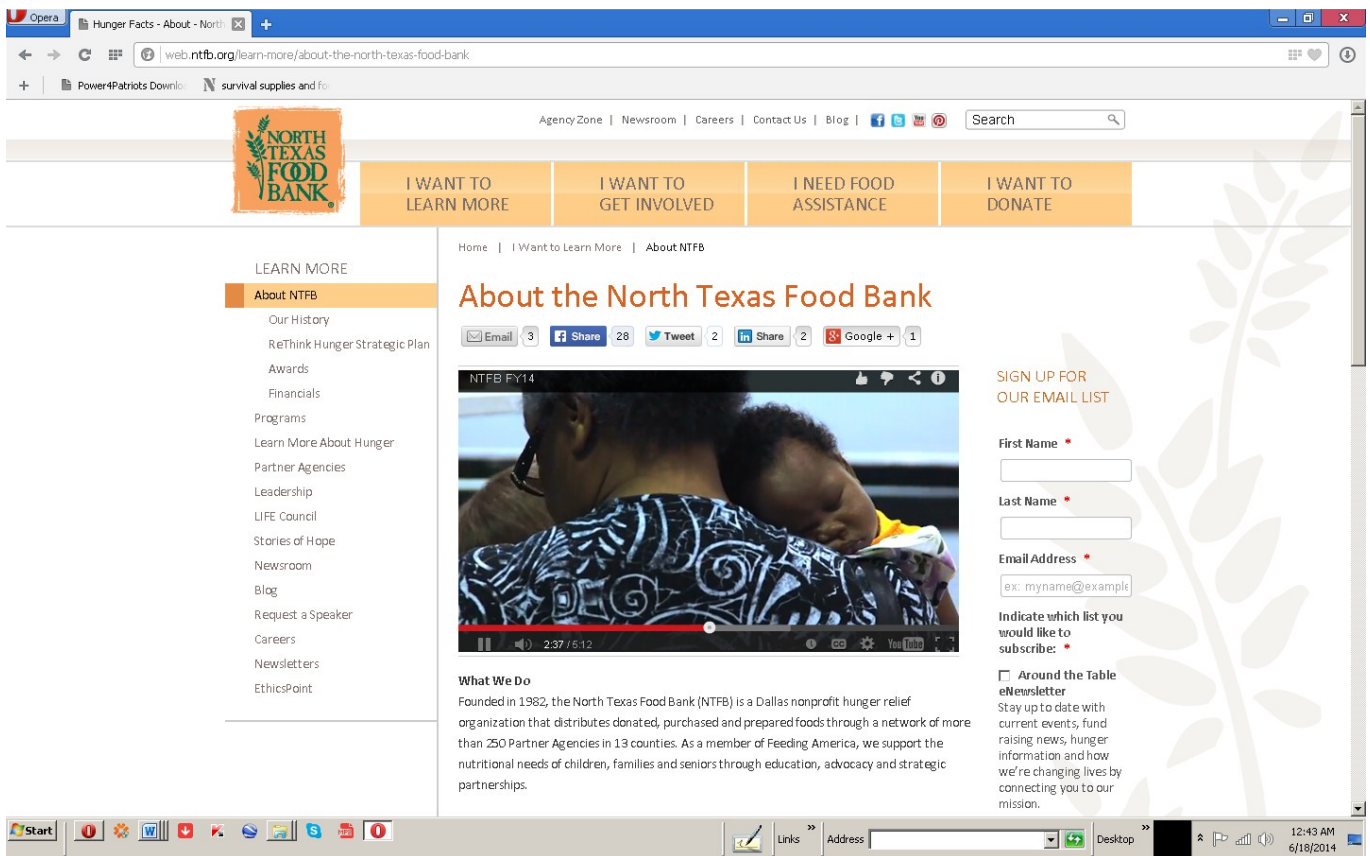 Opera
Hunger Facts - About - North
web.ntfb.org/learn-more/about-the-north-texas-food-bank
Power4Patriots Downlo
survival supplies and fo
Agency Zone | Newsroom | Careers | Contact Us | Blog |
Search
NORTH
TEXAS
FOOD
BANK
I WANT TO
LEARN MORE
I WANT TO
GET INVOLVED
I NEED FOOD
ASSISTANCE
I WANT TO
DONATE
Home | I Want to Learn More | About NTFB
LEARN MORE
About NTFB
Our History
ReThink Hunger Strategic Plan
Awards
Financials
Programs
Learn More About Hunger
Partner Agencies
Leadership
LIFE Council
Stories of Hope
Newsroom
Blog
Request a Speaker
Careers
Newsletters
EthicsPoint
About the North Texas Food Bank
Email 3 Share 28 Tweet 2 Share 2 Google + 1
NTFB FY14
2:37 / 5:12
CC
YouTube
What We Do
Founded in 1982, the North Texas Food Bank (NTFB) is a Dallas nonprofit hunger relief
organization that distributes donated, purchased and prepared foods through a network of more
than 250 Partner Agencies in 13 counties. As a member of Feeding America, we support the
nutritional needs of children, families and seniors through education, advocacy and strategic
partnerships.
SIGN UP FOR
OUR EMAIL LIST
First Name *
Last Name *
Email Address *
ex: myname@example
Indicate which list you
would like to
subscribe: *
Around the Table
eNewsletter
Stay up to date with
current events, fund
raising news, hunger
information and how
we're changing lives by
connecting you to our
mission.
Start
Links
Address
Desktop
12:43 AM
6/18/2014